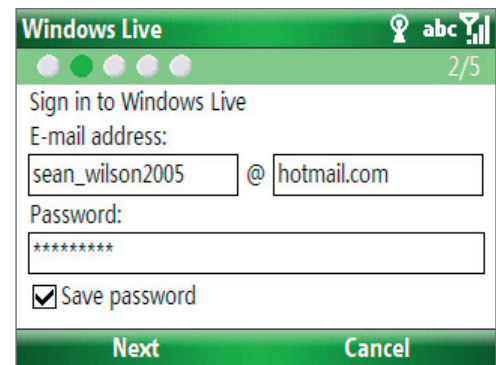 Windows Live abc
2/5
Sign in to Windows Live
E-mail address:
sean_wilson2005 @ hotmail.com
Password:
*********
Save password
Next Cancel